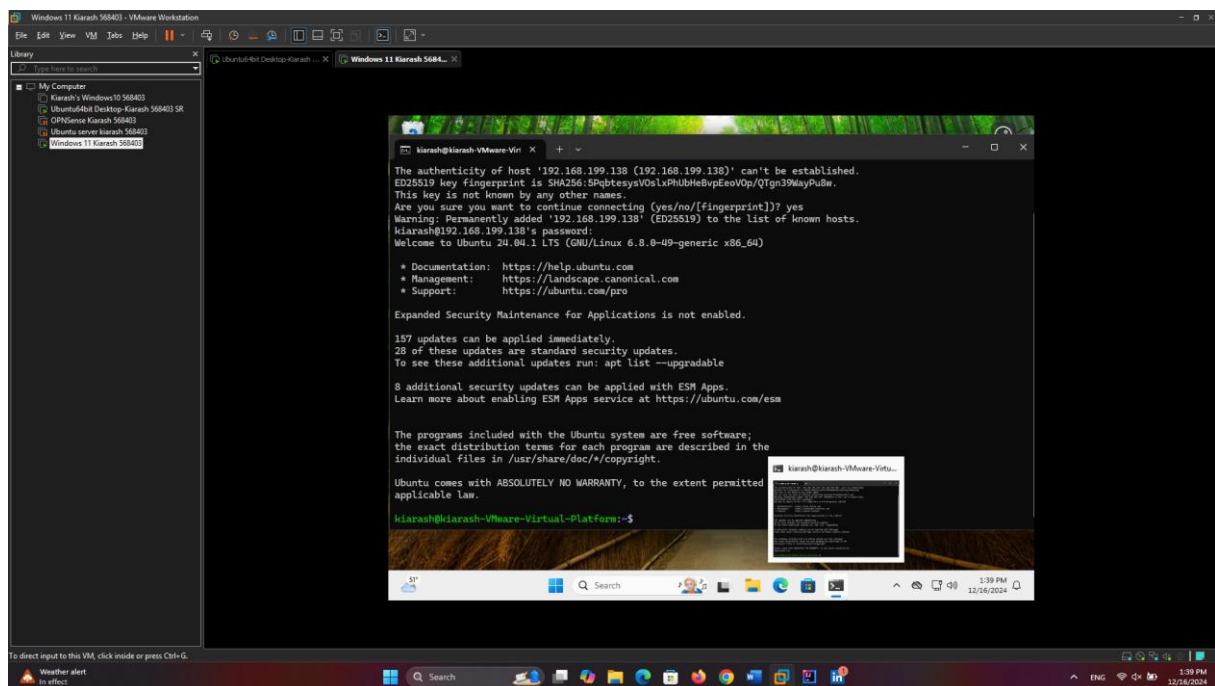 Windows 11 Kiarash 568403 - VMware Workstation
File Edit View VM Tabs Help
Library
Type here to search
My Computer
Kiarash's Windows10 568403
Ubuntu64bit Desktop-Kiarash 568403 SR
OPNSense Kiarash 568403
Ubuntu server kiarash 568403
Windows 11 Kiarash 568403
Ubuntu64bit Desktop-Kiarash ...
Windows 11 Kiarash 5684...
kiarash@kiarash-VMware-Virt
The authenticity of host '192.168.199.138 (192.168.199.138)' can't be established.
ED25519 key fingerprint is SHA256:5PqbtesysVOslxPhUbHeBvpEeoVOp/QTgn39WayPu8w.
This key is not known by any other names.
Are you sure you want to continue connecting (yes/no/[fingerprint])? yes
Warning: Permanently added '192.168.199.138' (ED25519) to the list of known hosts.
kiarash@192.168.199.138's password:
Welcome to Ubuntu 24.04.1 LTS (GNU/Linux 6.8.0-49-generic x86_64)
* Documentation: https://help.ubuntu.com
* Management: https://landscape.canonical.com
* Support: https://ubuntu.com/pro
Expanded Security Maintenance for Applications is not enabled.
157 updates can be applied immediately.
28 of these updates are standard security updates.
To see these additional updates run: apt list --upgradable
8 additional security updates can be applied with ESM Apps.
Learn more about enabling ESM Apps service at https://ubuntu.com/esm
The programs included with the Ubuntu system are free software;
the exact distribution terms for each program are described in the
individual files in /usr/share/doc/*/copyright.
Ubuntu comes with ABSOLUTELY NO WARRANTY, to the extent permitted
applicable law.
kiarash@kiarash-VMware-Virtual-Platform:~$
kiarash@kiarash-VMware-Virtu...
51°
Search
1:39 PM
12/16/2024
To direct input to this VM, click inside or press Ctrl+G.
Weather alert
In effect
Search
ENG
1:39 PM
12/16/2024